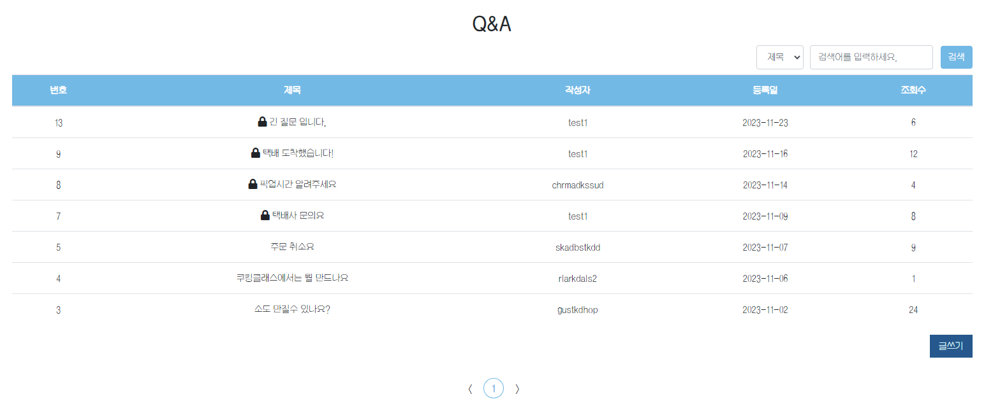 Q&A
제목 검색어를 입력하세요. 검색
번호 제목 작성자 등록일 조회수
13 긴 질문 입니다. test1 2023-11-23 6
9 택배 도착했습니다! test1 2023-11-16 12
8 픽업시간 알려주세요 chrmadkssud 2023-11-14 4
7 택배사 문의요 test1 2023-11-09 8
5 주문 취소요 skadbstkdd 2023-11-07 9
4 쿠킹클래스에서는 뭘 만드나요 rlarkdals2 2023-11-06 1
3 소도 만질수 있나요? gustkdhop 2023-11-02 24
글쓰기
〈 1 〉